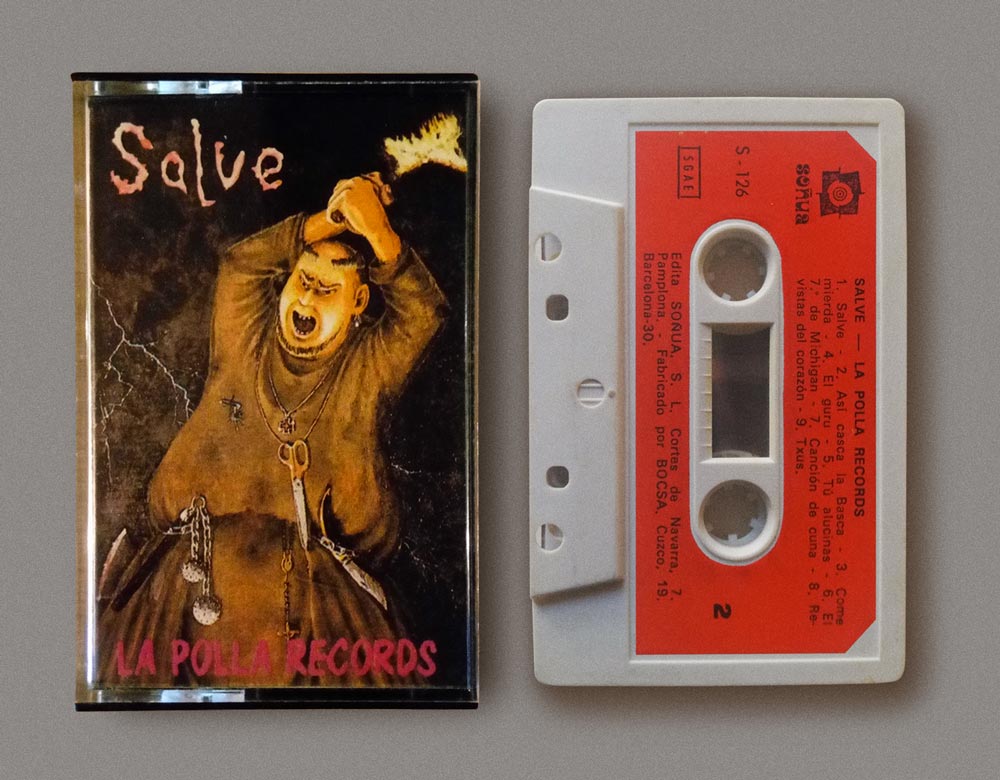 Salve
LA POLLA RECORDS
SOÑUA
S - 126
SGAE
SALVE — LA POLLA RECORDS
1. Salve - 2. Así casca la Basca - 3. Come
mierda - 4. El guru - 5. Tú alucinas - 6. El
7.º de Michigan - 7. Canción de cuna - 8. Re-
vistas del corazón - 9. Txus.
2
Edita SOÑUA, S. L. Cortes de Navarra, 7.
Pamplona. - Fabricado por BOCSA, Cuzco, 19.
Barcelona-30.